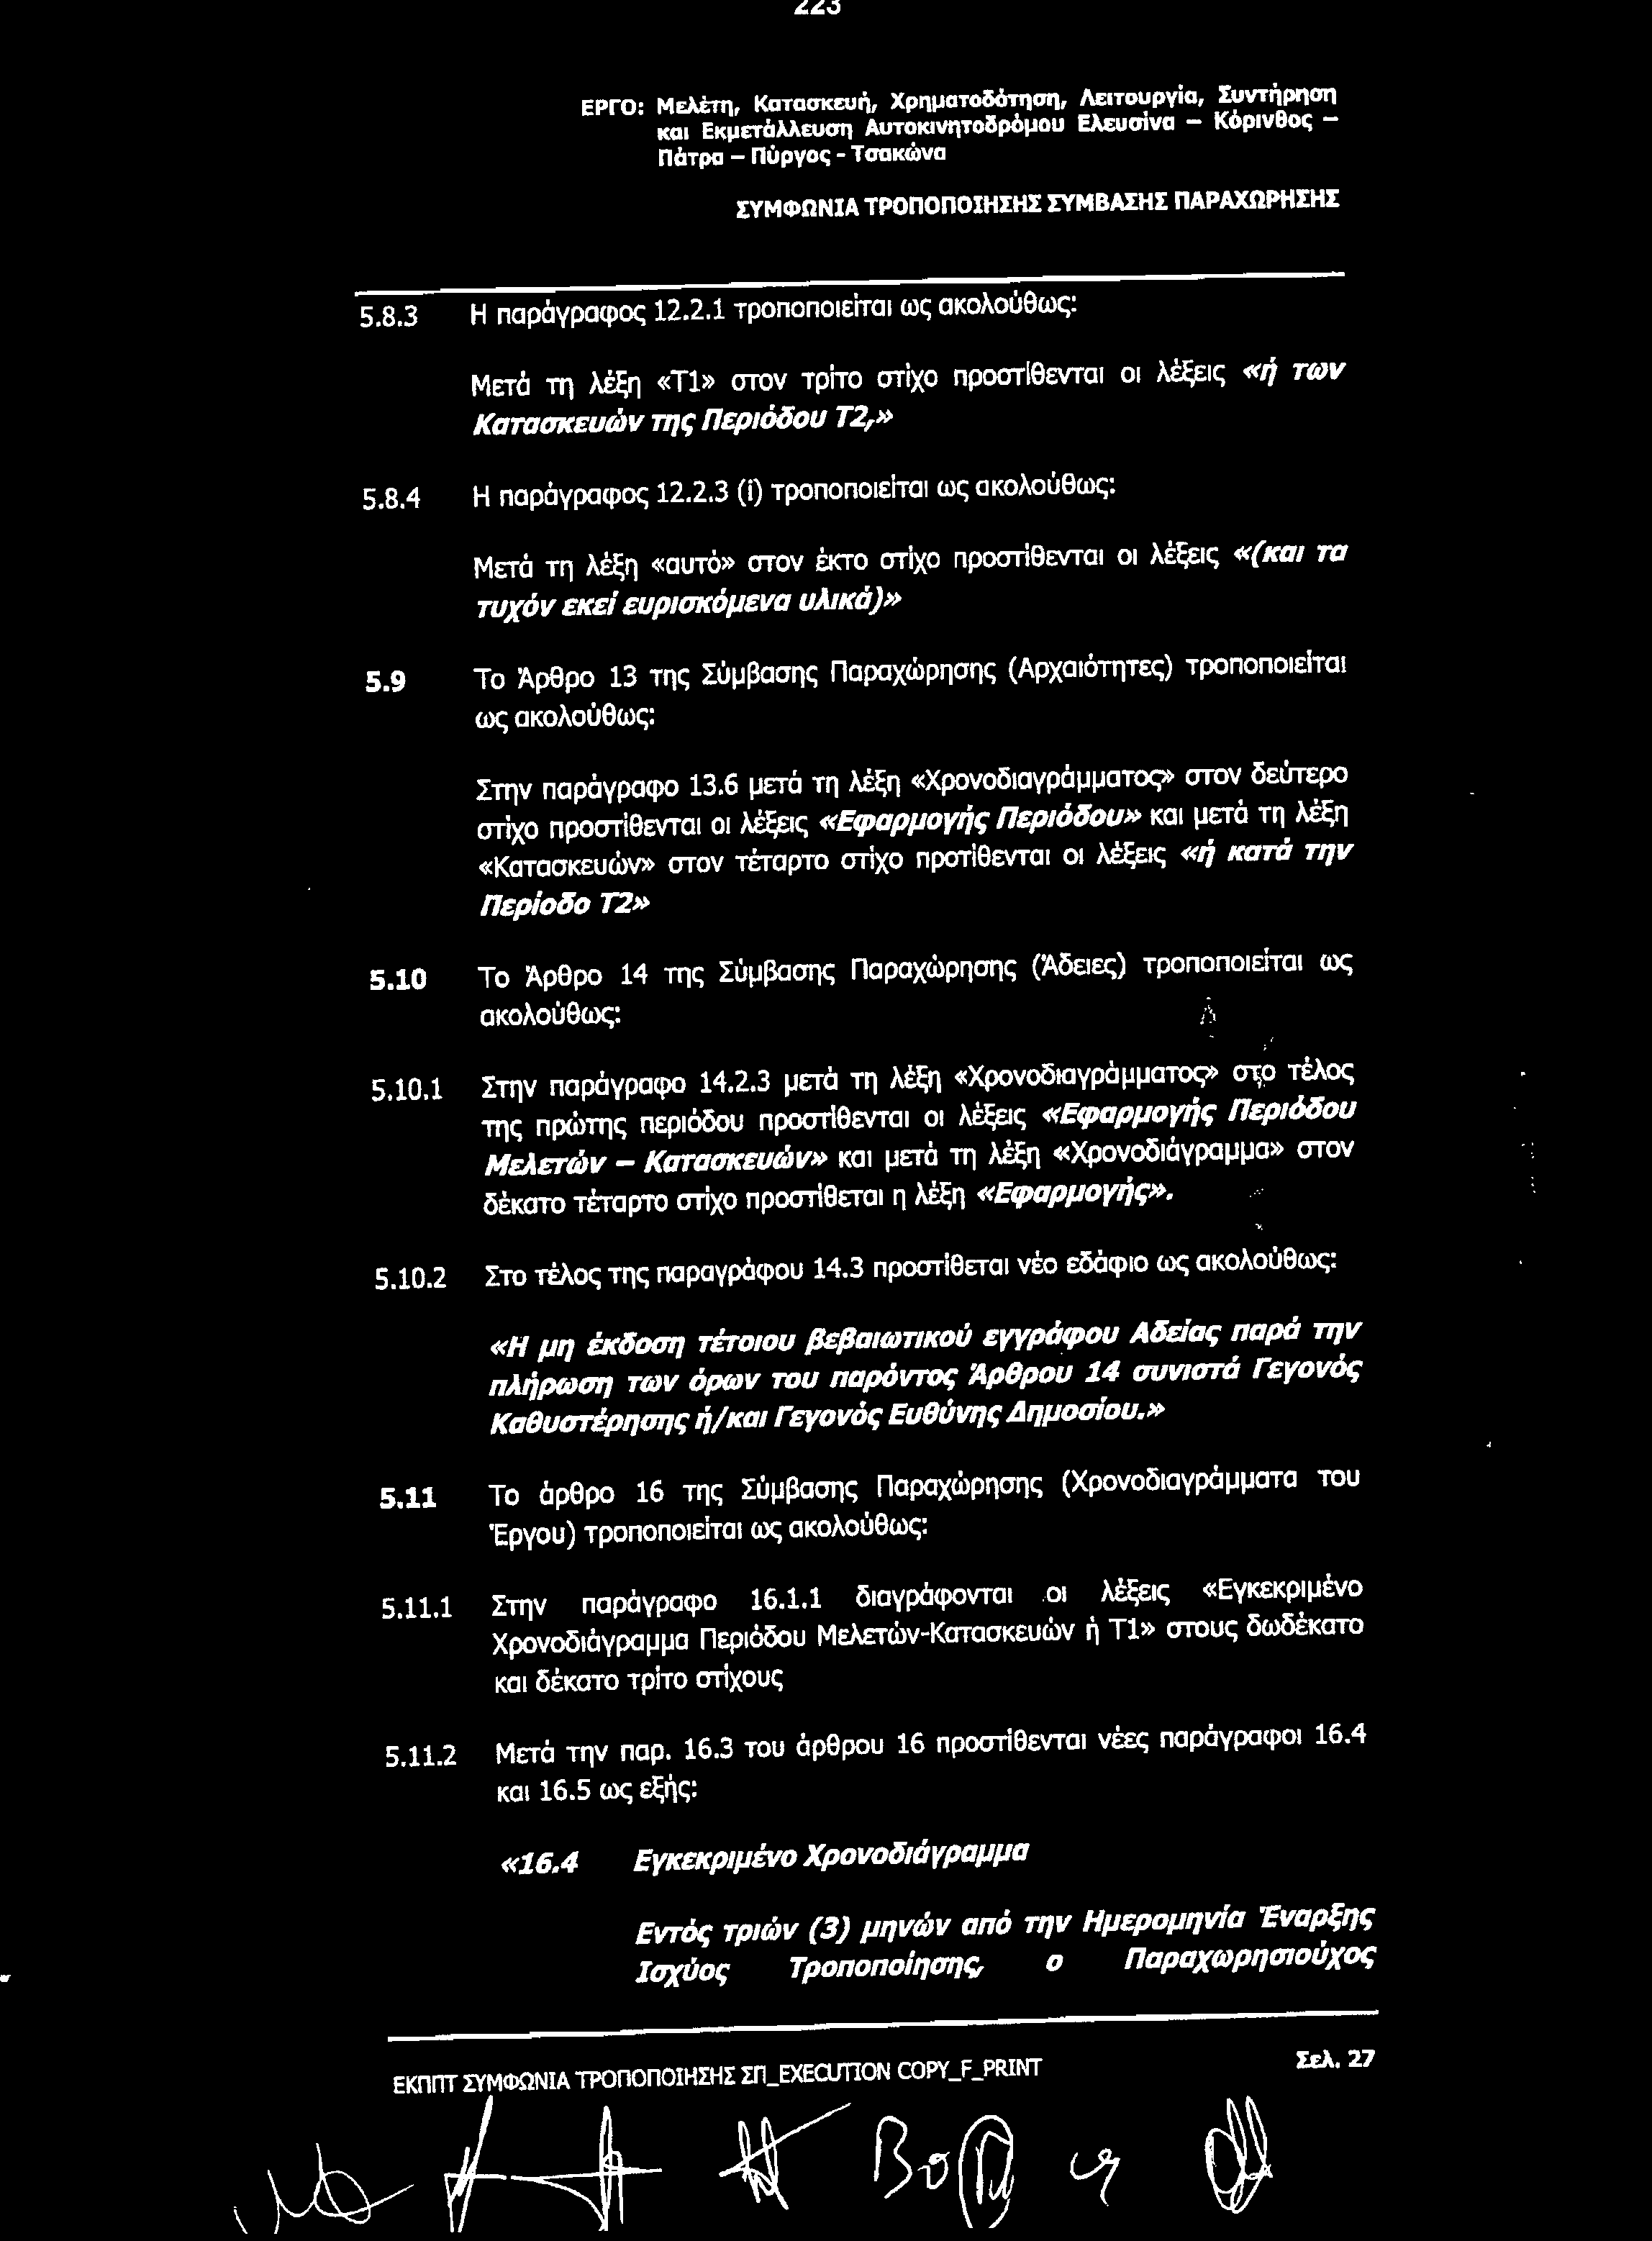 223
ΕΡΓΟ: Μελέτη, Κατασκευή, Χρηματοδότηση, Λειτουργία, Συντήρηση
και Εκμετάλλευση Αυτοκινητοδρόμου Ελευσίνα – Κόρινθος –
Πάτρα – Πύργος - Τσακώνα
ΣΥΜΦΩΝΙΑ ΤΡΟΠΟΠΟΙΗΣΗΣ ΣΥΜΒΑΣΗΣ ΠΑΡΑΧΩΡΗΣΗΣ
5.8.3 Η παράγραφος 12.2.1 τροποποιείται ως ακολούθως:
Μετά τη λέξη «Τ1» στον τρίτο στίχο προστίθενται οι λέξεις «ή των
Κατασκευών της Περιόδου Τ2,»
5.8.4 Η παράγραφος 12.2.3 (i) τροποποιείται ως ακολούθως:
Μετά τη λέξη «αυτό» στον έκτο στίχο προστίθενται οι λέξεις «(και τα
τυχόν εκεί ευρισκόμενα υλικά)»
5.9 Το Άρθρο 13 της Σύμβασης Παραχώρησης (Αρχαιότητες) τροποποιείται
ως ακολούθως:
Στην παράγραφο 13.6 μετά τη λέξη «Χρονοδιαγράμματος» στον δεύτερο
στίχο προστίθενται οι λέξεις «Εφαρμογής Περιόδου» και μετά τη λέξη
«Κατασκευών» στον τέταρτο στίχο προτίθενται οι λέξεις «ή κατά την
Περίοδο Τ2»
5.10 Το Άρθρο 14 της Σύμβασης Παραχώρησης (Άδειες) τροποποιείται ως
ακολούθως:
5.10.1 Στην παράγραφο 14.2.3 μετά τη λέξη «Χρονοδιαγράμματος» στο τέλος
της πρώτης περιόδου προστίθενται οι λέξεις «Εφαρμογής Περιόδου
Μελετών – Κατασκευών» και μετά τη λέξη «Χρονοδιάγραμμα» στον
δέκατο τέταρτο στίχο προστίθεται η λέξη «Εφαρμογής».
5.10.2 Στο τέλος της παραγράφου 14.3 προστίθεται νέο εδάφιο ως ακολούθως:
«Η μη έκδοση τέτοιου βεβαιωτικού εγγράφου Αδείας παρά την
πλήρωση των όρων του παρόντος Άρθρου 14 συνιστά Γεγονός
Καθυστέρησης ή/και Γεγονός Ευθύνης Δημοσίου.»
5.11 Το άρθρο 16 της Σύμβασης Παραχώρησης (Χρονοδιαγράμματα του
Έργου) τροποποιείται ως ακολούθως:
5.11.1 Στην παράγραφο 16.1.1 διαγράφονται οι λέξεις «Εγκεκριμένο
Χρονοδιάγραμμα Περιόδου Μελετών-Κατασκευών ή Τ1» στους δωδέκατο
και δέκατο τρίτο στίχους
5.11.2 Μετά την παρ. 16.3 του άρθρου 16 προστίθενται νέες παράγραφοι 16.4
και 16.5 ως εξής:
«16.4 Εγκεκριμένο Χρονοδιάγραμμα
Εντός τριών (3) μηνών από την Ημερομηνία Έναρξης
Ισχύος Τροποποίησης, ο Παραχωρησιούχος
ΕΚΠΠΤ ΣΥΜΦΩΝΙΑ ΤΡΟΠΟΠΟΙΗΣΗΣ ΣΠ_EXECUTION COPY_F_PRINT Σελ. 27